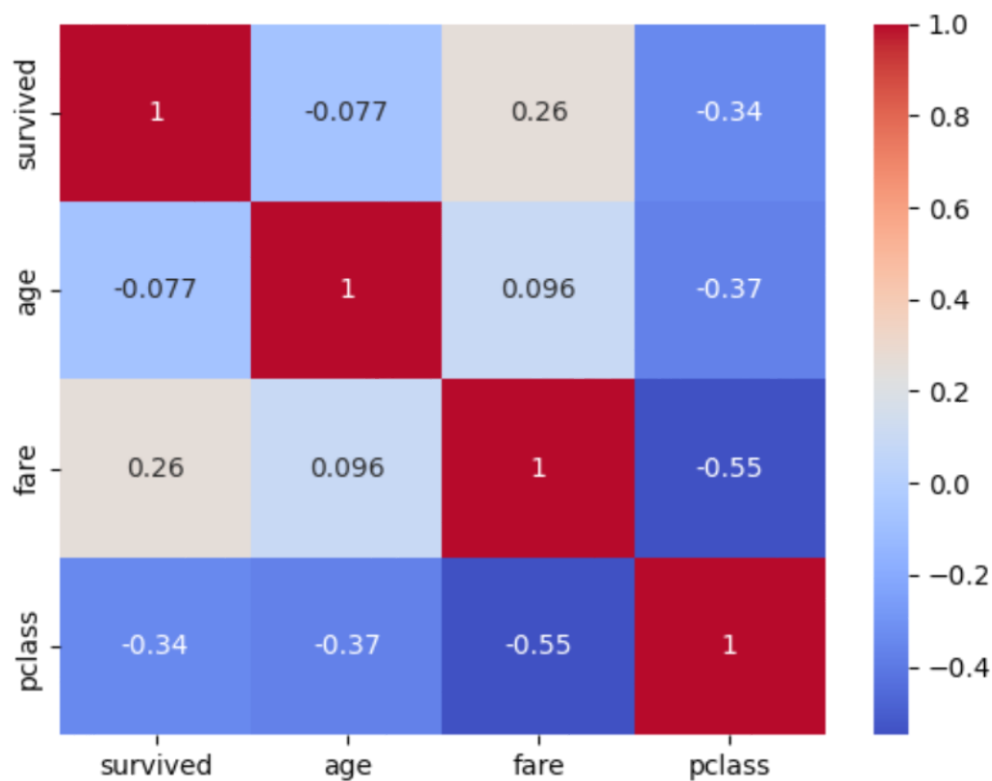 survived 1 -0.077 0.26 -0.34
age -0.077 1 0.096 -0.37
fare 0.26 0.096 1 -0.55
pclass -0.34 -0.37 -0.55 1
survived age fare pclass
1.0
0.8
0.6
0.4
0.2
0.0
−0.2
−0.4